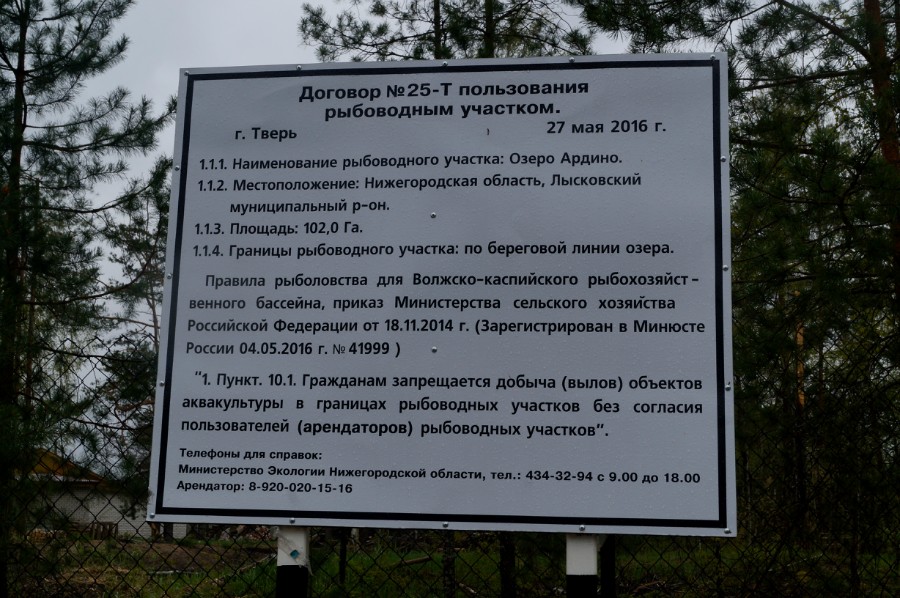 Договор №25-Т пользования
рыбоводным участком.
г. Тверь 27 мая 2016 г.
1.1.1. Наименование рыбоводного участка: Озеро Ардино.
1.1.2. Местоположение: Нижегородская область, Лысковский
муниципальный р-он.
1.1.3. Площадь: 102,0 Га.
1.1.4. Границы рыбоводного участка: по береговой линии озера.
Правила рыболовства для Волжско-каспийского рыбохозяйст-
венного бассейна, приказ Министерства сельского хозяйства
Российской Федерации от 18.11.2014 г. (Зарегистрирован в Минюсте
России 04.05.2016 г. №41999 )
"1. Пункт. 10.1. Гражданам запрещается добыча (вылов) объектов
аквакультуры в границах рыбоводных участков без согласия
пользователей (арендаторов) рыбоводных участков".
Телефоны для справок:
Министерство Экологии Нижегородской области, тел.: 434-32-94 с 9.00 до 18.00
Арендатор: 8-920-020-15-16